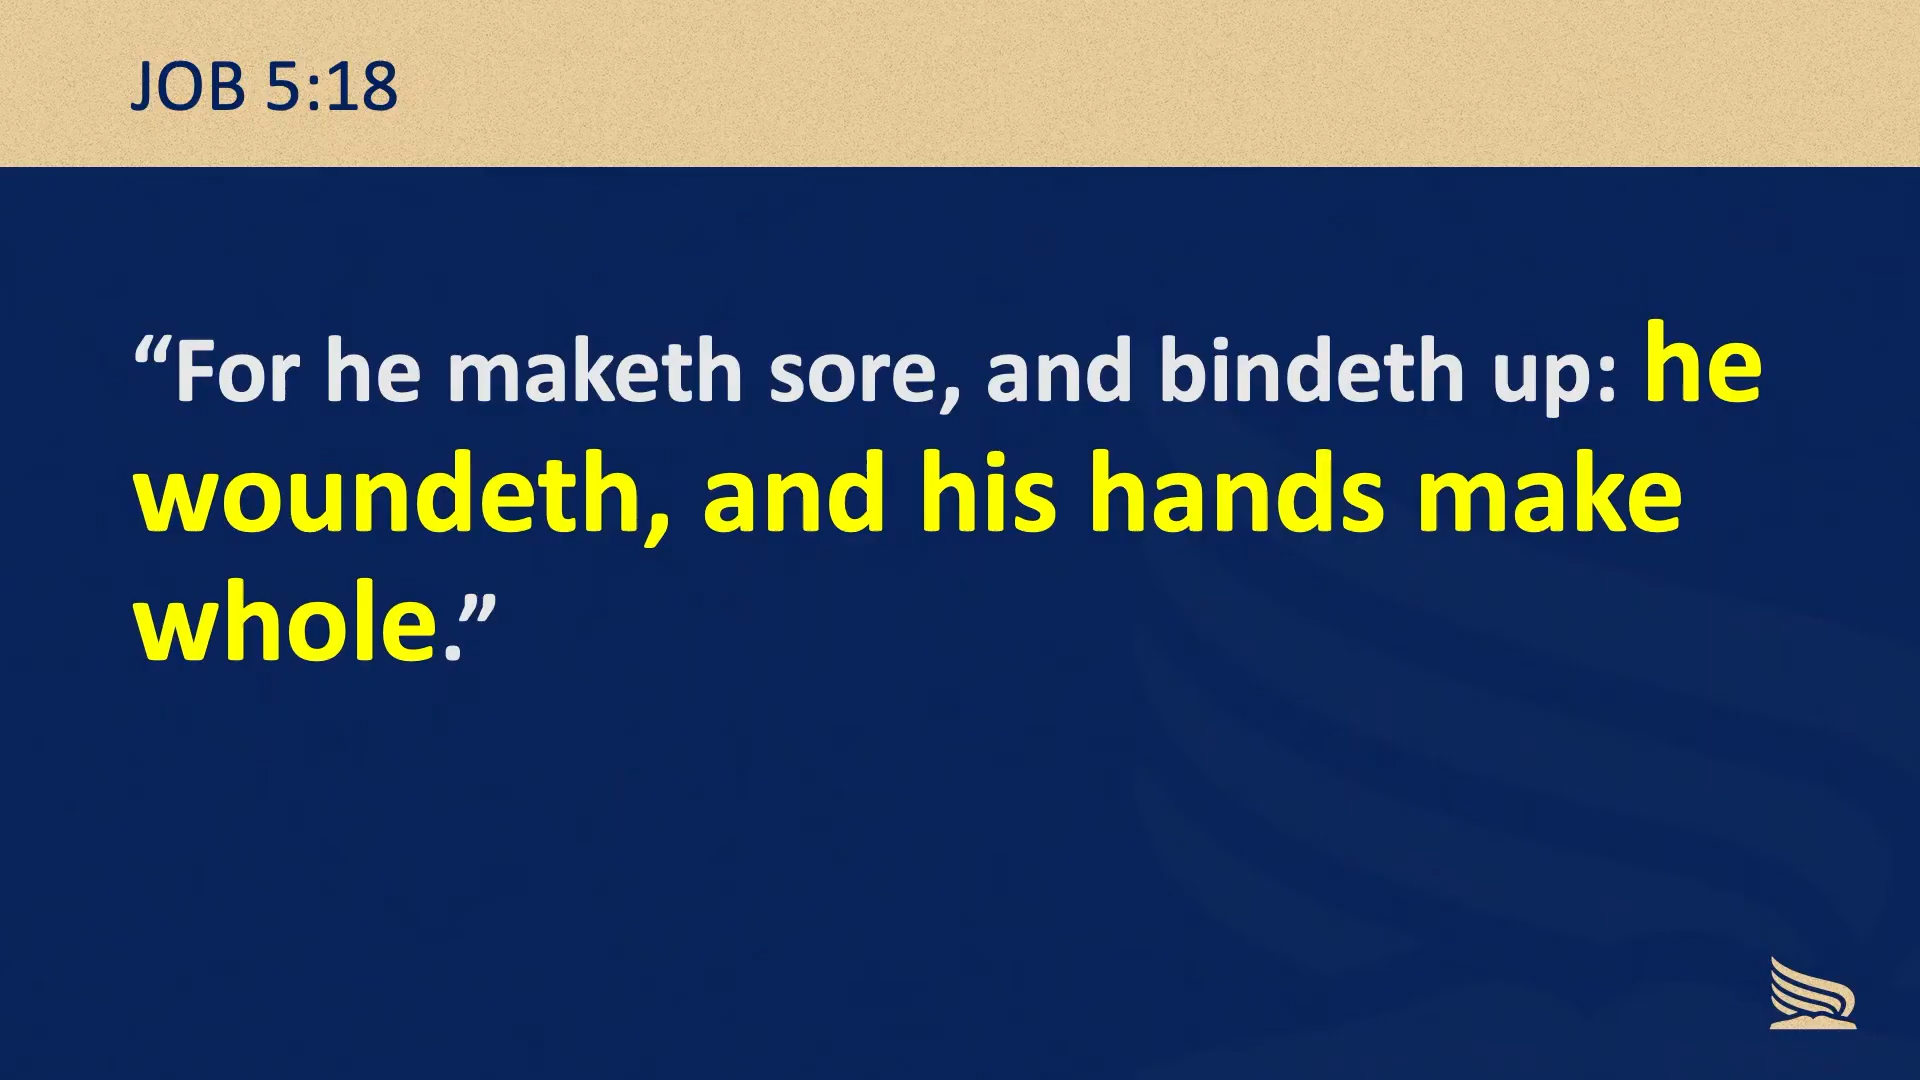 JOB 5:18
“For he maketh sore, and bindeth up: he
woundeth, and his hands make
whole.”